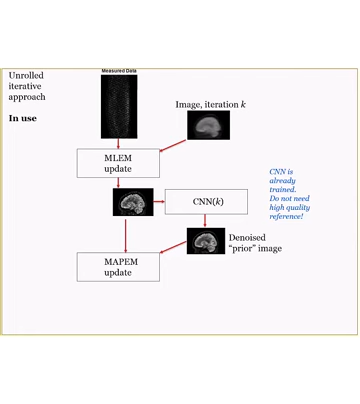 Unrolled
iterative
approach
In use
Measured Data
Image, iteration k
MLEM
update
CNN(k)
CNN is
already
trained.
Do not need
high quality
reference!
Denoised
“prior” image
MAPEM
update